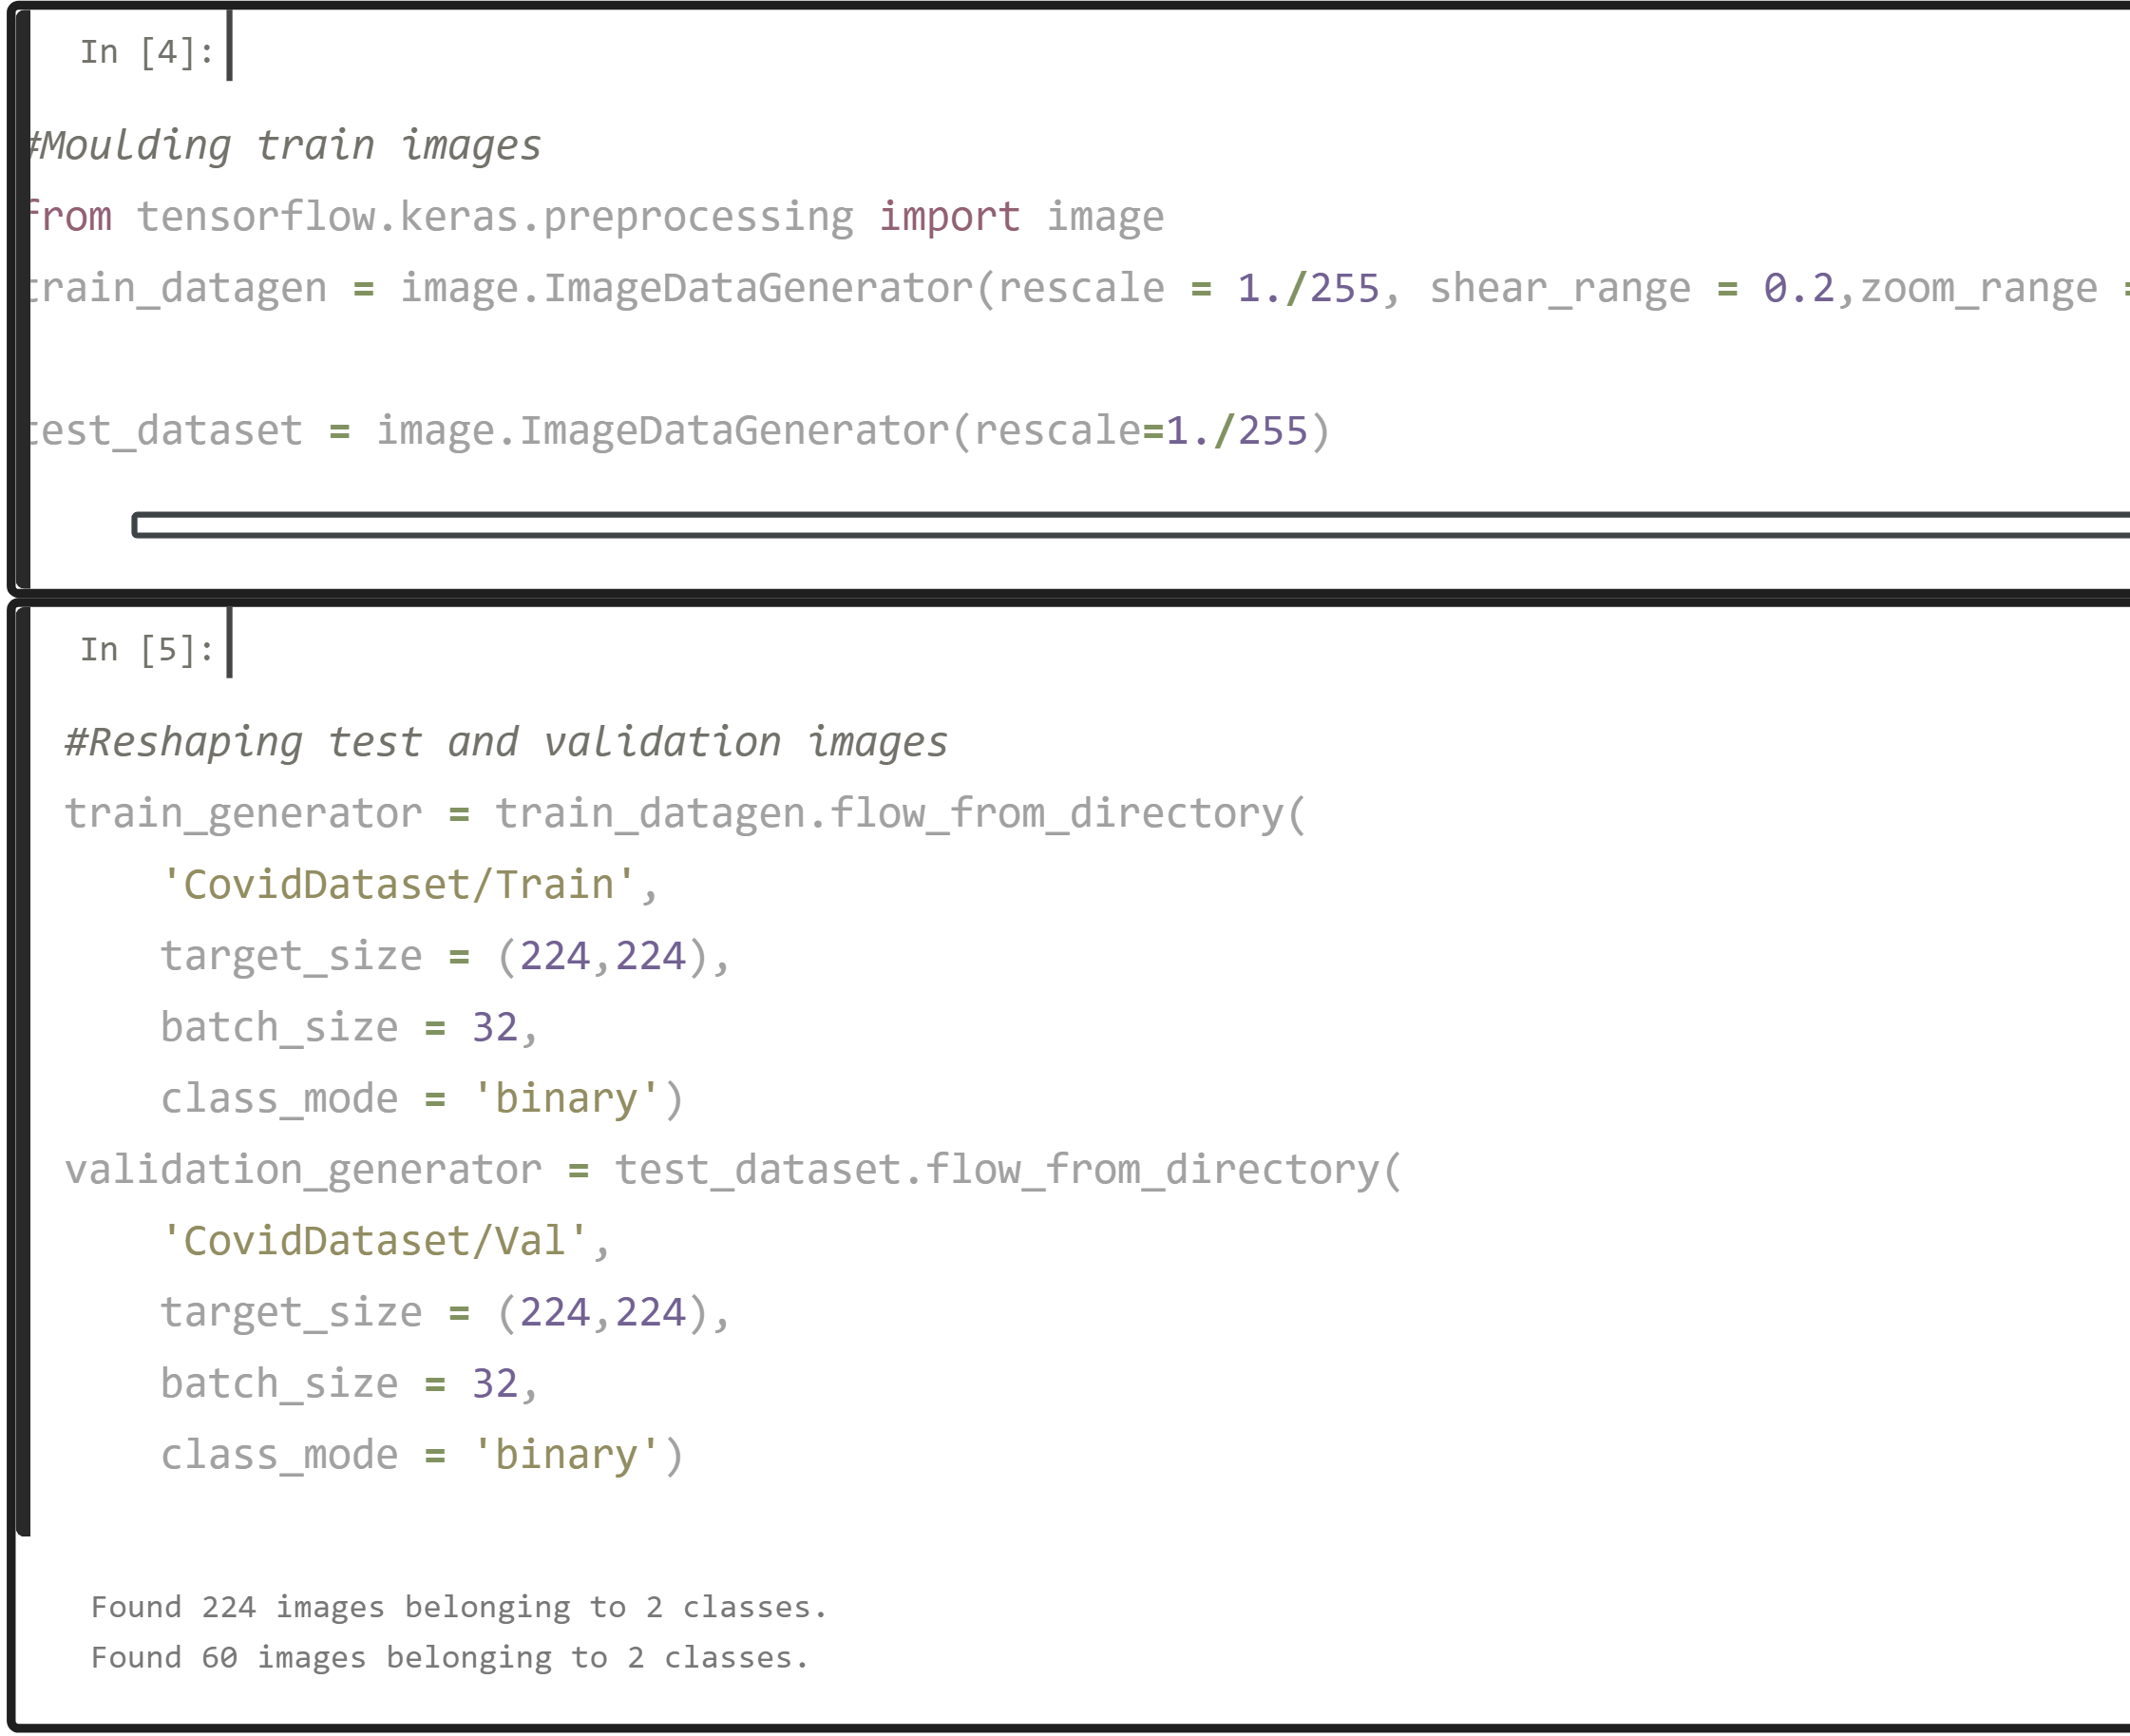 In [4]:
#Moulding train images
from tensorflow.keras.preprocessing import image
train_datagen = image.ImageDataGenerator(rescale = 1./255, shear_range = 0.2,zoom_range =
test_dataset = image.ImageDataGenerator(rescale=1./255)
In [5]:
#Reshaping test and validation images
train_generator = train_datagen.flow_from_directory(
    'CovidDataset/Train',
    target_size = (224,224),
    batch_size = 32,
    class_mode = 'binary')
validation_generator = test_dataset.flow_from_directory(
    'CovidDataset/Val',
    target_size = (224,224),
    batch_size = 32,
    class_mode = 'binary')
Found 224 images belonging to 2 classes.
Found 60 images belonging to 2 classes.